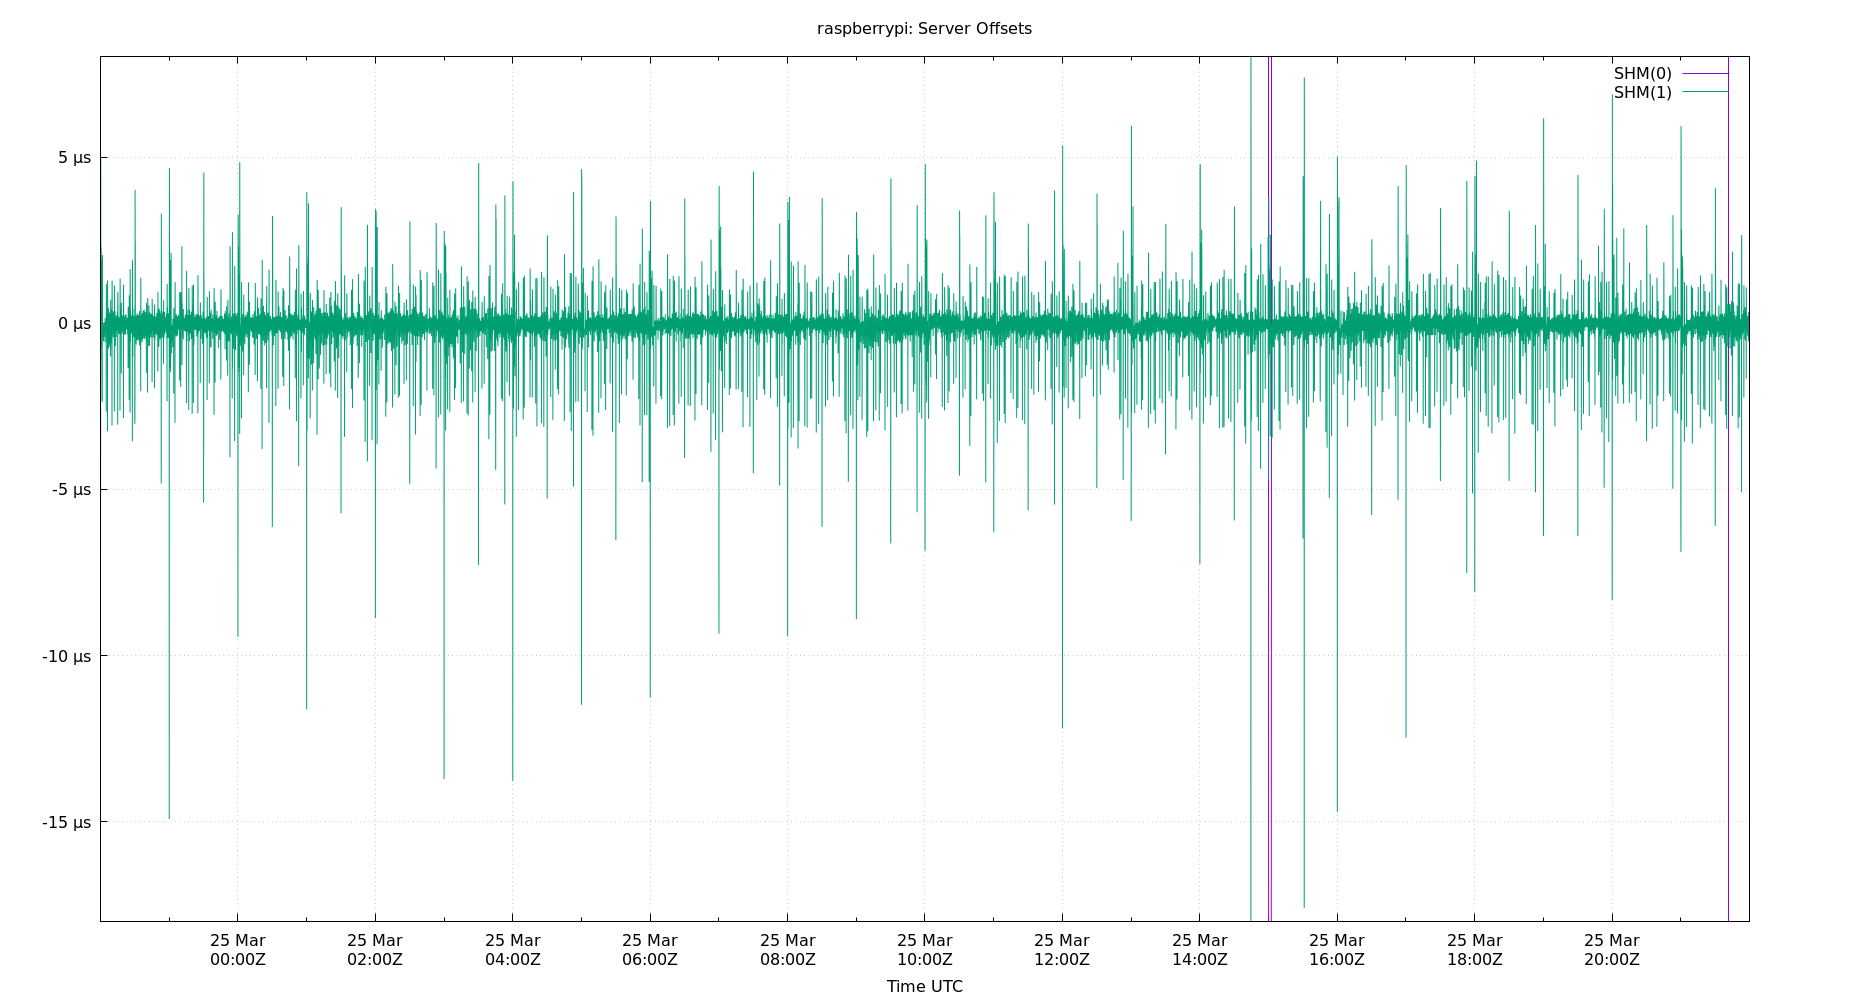 raspberrypi: Server Offsets
SHM(0)
SHM(1)
5 µs
0 µs
-5 µs
-10 µs
-15 µs
25 Mar 25 Mar 25 Mar 25 Mar 25 Mar 25 Mar 25 Mar 25 Mar 25 Mar 25 Mar 25 Mar
00:00Z 02:00Z 04:00Z 06:00Z 08:00Z 10:00Z 12:00Z 14:00Z 16:00Z 18:00Z 20:00Z
Time UTC